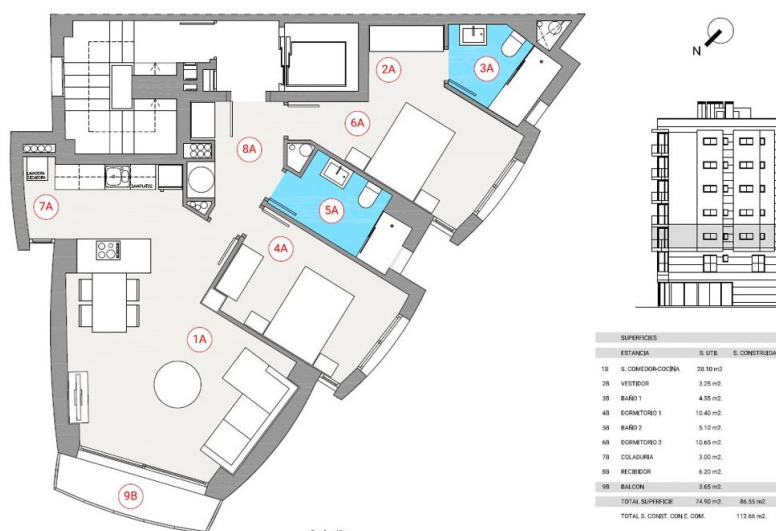 2A
3A
N
6A
8A
LAVADORA
SECADORA
LAVAPLATOS
7A
5A
4A
1A
9B
SUPERFICIES
ESTANCIA S. UTIL S. CONSTRUIDA
1B S. COMEDOR-COCINA 28.10 m2
2B VESTIDOR 3.25 m2.
3B BAÑO 1 4.55 m2.
4B DORMITORIO 1 10.40 m2.
5B BAÑO 2 5.10 m2.
6B DORMITORIO 2 10.65 m2.
7B COLADURIA 3.00 m2.
8B RECIBIDOR 6.20 m2.
9B BALCON 3.65 m2.
TOTAL SUPERFICIE 74.90 m2. 86.55 m2.
TOTAL S. CONST. CON E. COM. 112.66 m2.